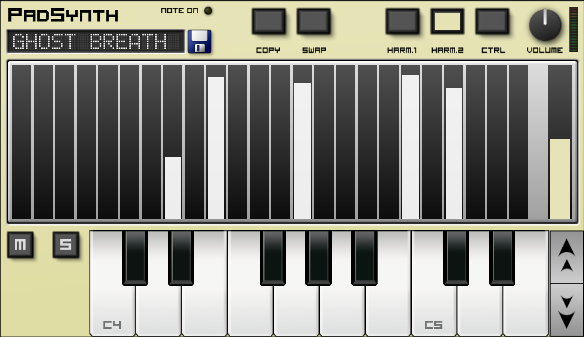 PADSYNTH
NOTE ON
GHOST BREATH
COPY
SWAP
HARM.1
HARM.2
CTRL
VOLUME
M
S
C4
C5